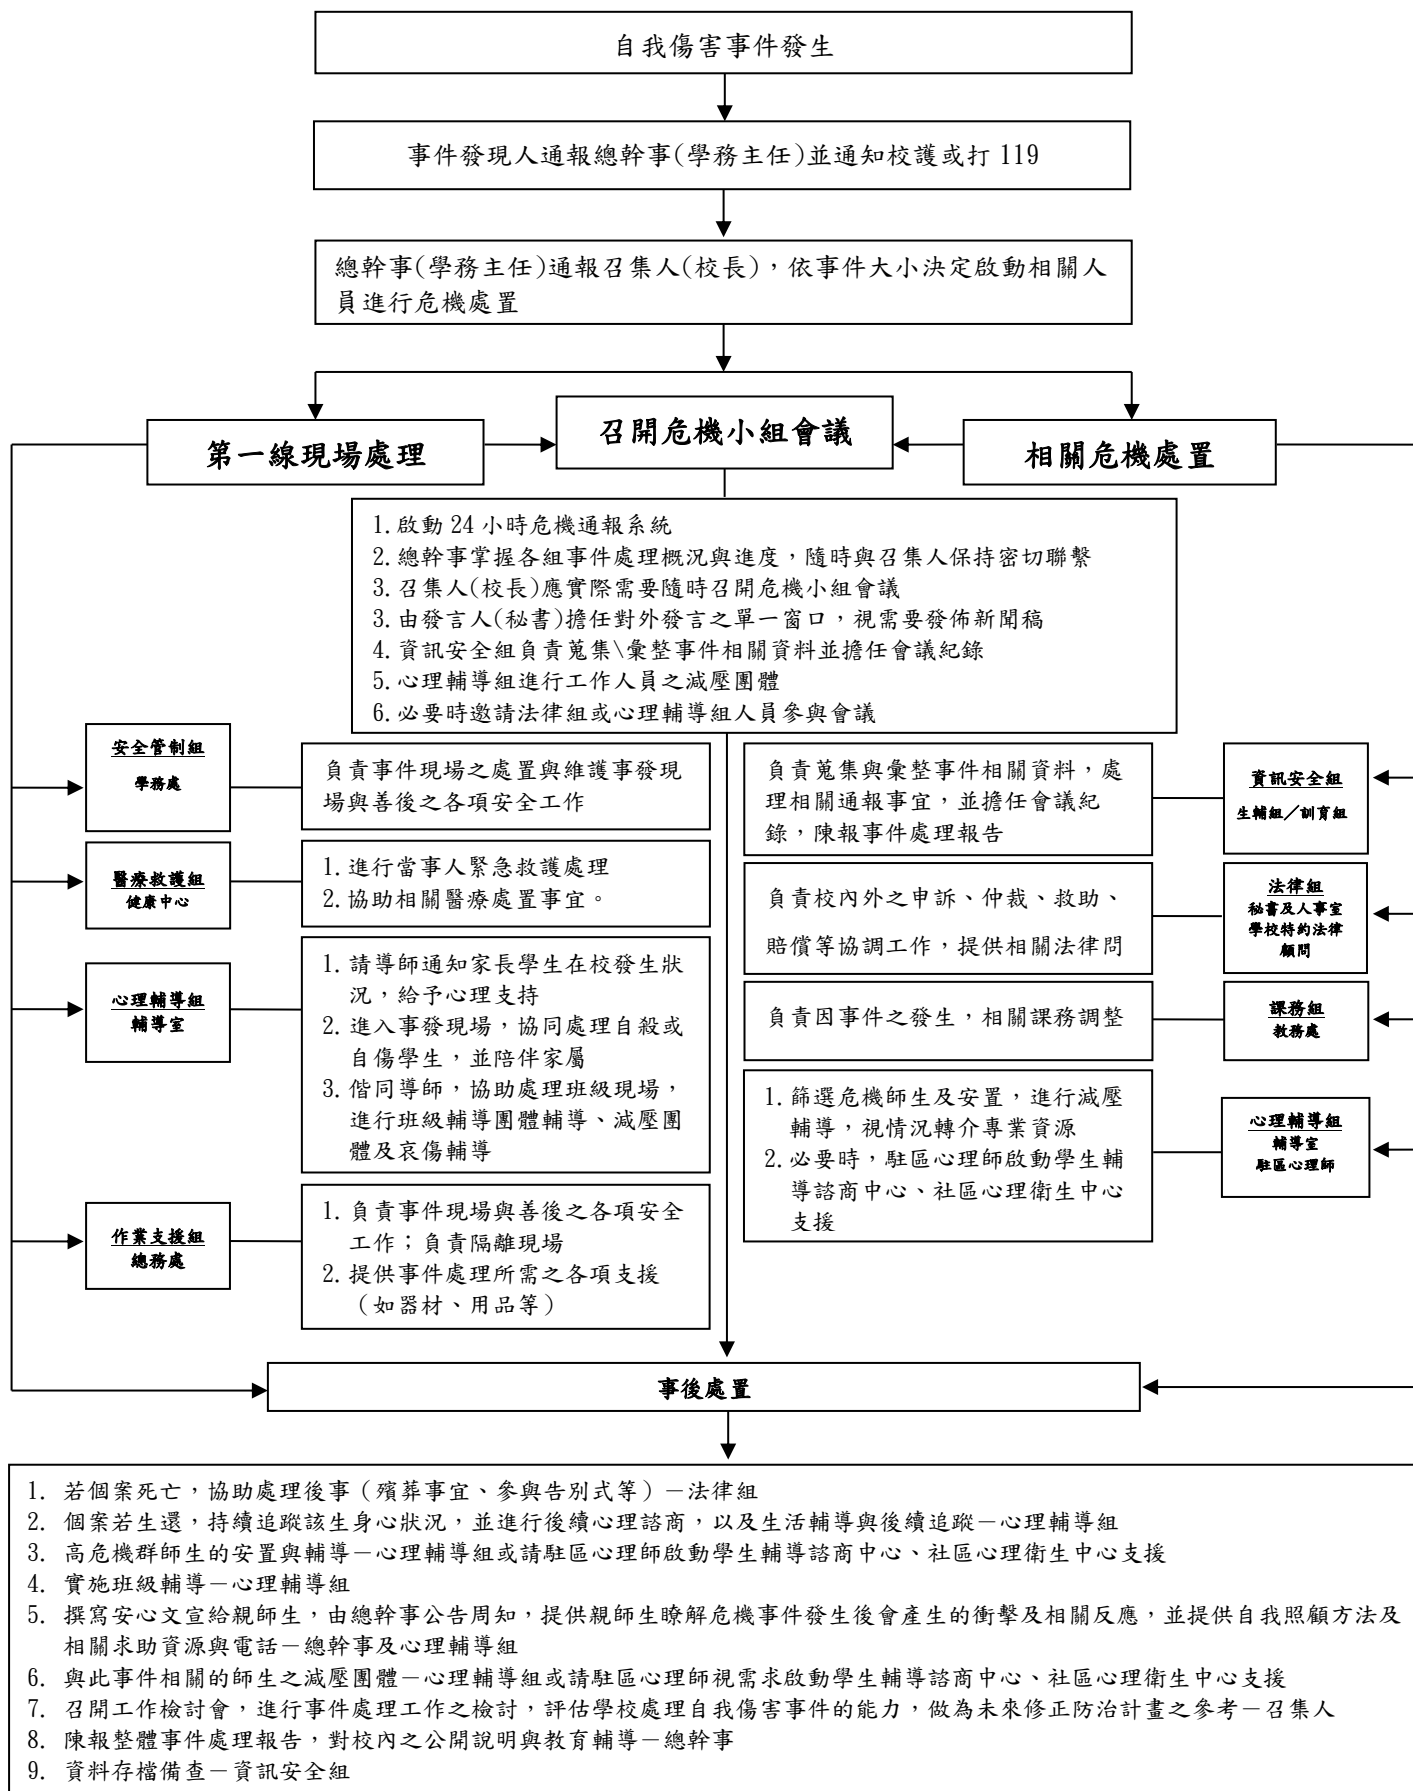 自我傷害事件發生
事件發現人通報總幹事(學務主任)並通知校護或打 119
總幹事(學務主任)通報召集人(校長)，依事件大小決定啟動相關人
員進行危機處置
第一線現場處理
召開危機小組會議
相關危機處置
1.啟動 24 小時危機通報系統
2.總幹事掌握各組事件處理概況與進度，隨時與召集人保持密切聯繫
3.召集人(校長)應實際需要隨時召開危機小組會議
3.由發言人(秘書)擔任對外發言之單一窗口，視需要發佈新聞稿
4.資訊安全組負責蒐集\彙整事件相關資料並擔任會議紀錄
5.心理輔導組進行工作人員之減壓團體
6.必要時邀請法律組或心理輔導組人員參與會議
安全管制組
學務處
負責事件現場之處置與維護事發現
場與善後之各項安全工作
醫療救護組
健康中心
1.進行當事人緊急救護處理
2.協助相關醫療處置事宜。
心理輔導組
輔導室
1.請導師通知家長學生在校發生狀
況，給予心理支持
2.進入事發現場，協同處理自殺或
自傷學生，並陪伴家屬
3.偕同導師，協助處理班級現場，
進行班級輔導團體輔導、減壓團
體及哀傷輔導
作業支援組
總務處
1.負責事件現場與善後之各項安全
工作；負責隔離現場
2.提供事件處理所需之各項支援
（如器材、用品等）
負責蒐集與彙整事件相關資料，處
理相關通報事宜，並擔任會議紀
錄，陳報事件處理報告
資訊安全組
生輔組／訓育組
負責校內外之申訴、仲裁、救助、
賠償等協調工作，提供相關法律問
法律組
秘書及人事室
學校特約法律
顧問
負責因事件之發生，相關課務調整
課務組
教務處
1.篩選危機師生及安置，進行減壓
輔導，視情況轉介專業資源
2.必要時，駐區心理師啟動學生輔
導諮商中心、社區心理衛生中心
支援
心理輔導組
輔導室
駐區心理師
事後處置
1. 若個案死亡，協助處理後事（殯葬事宜、參與告別式等）－法律組
2. 個案若生還，持續追蹤該生身心狀況，並進行後續心理諮商，以及生活輔導與後續追蹤－心理輔導組
3. 高危機群師生的安置與輔導－心理輔導組或請駐區心理師啟動學生輔導諮商中心、社區心理衛生中心支援
4. 實施班級輔導－心理輔導組
5. 撰寫安心文宣給親師生，由總幹事公告周知，提供親師生瞭解危機事件發生後會產生的衝擊及相關反應，並提供自我照顧方法及
相關求助資源與電話－總幹事及心理輔導組
6. 與此事件相關的師生之減壓團體－心理輔導組或請駐區心理師視需求啟動學生輔導諮商中心、社區心理衛生中心支援
7. 召開工作檢討會，進行事件處理工作之檢討，評估學校處理自我傷害事件的能力，做為未來修正防治計畫之參考－召集人
8. 陳報整體事件處理報告，對校內之公開說明與教育輔導－總幹事
9. 資料存檔備查－資訊安全組